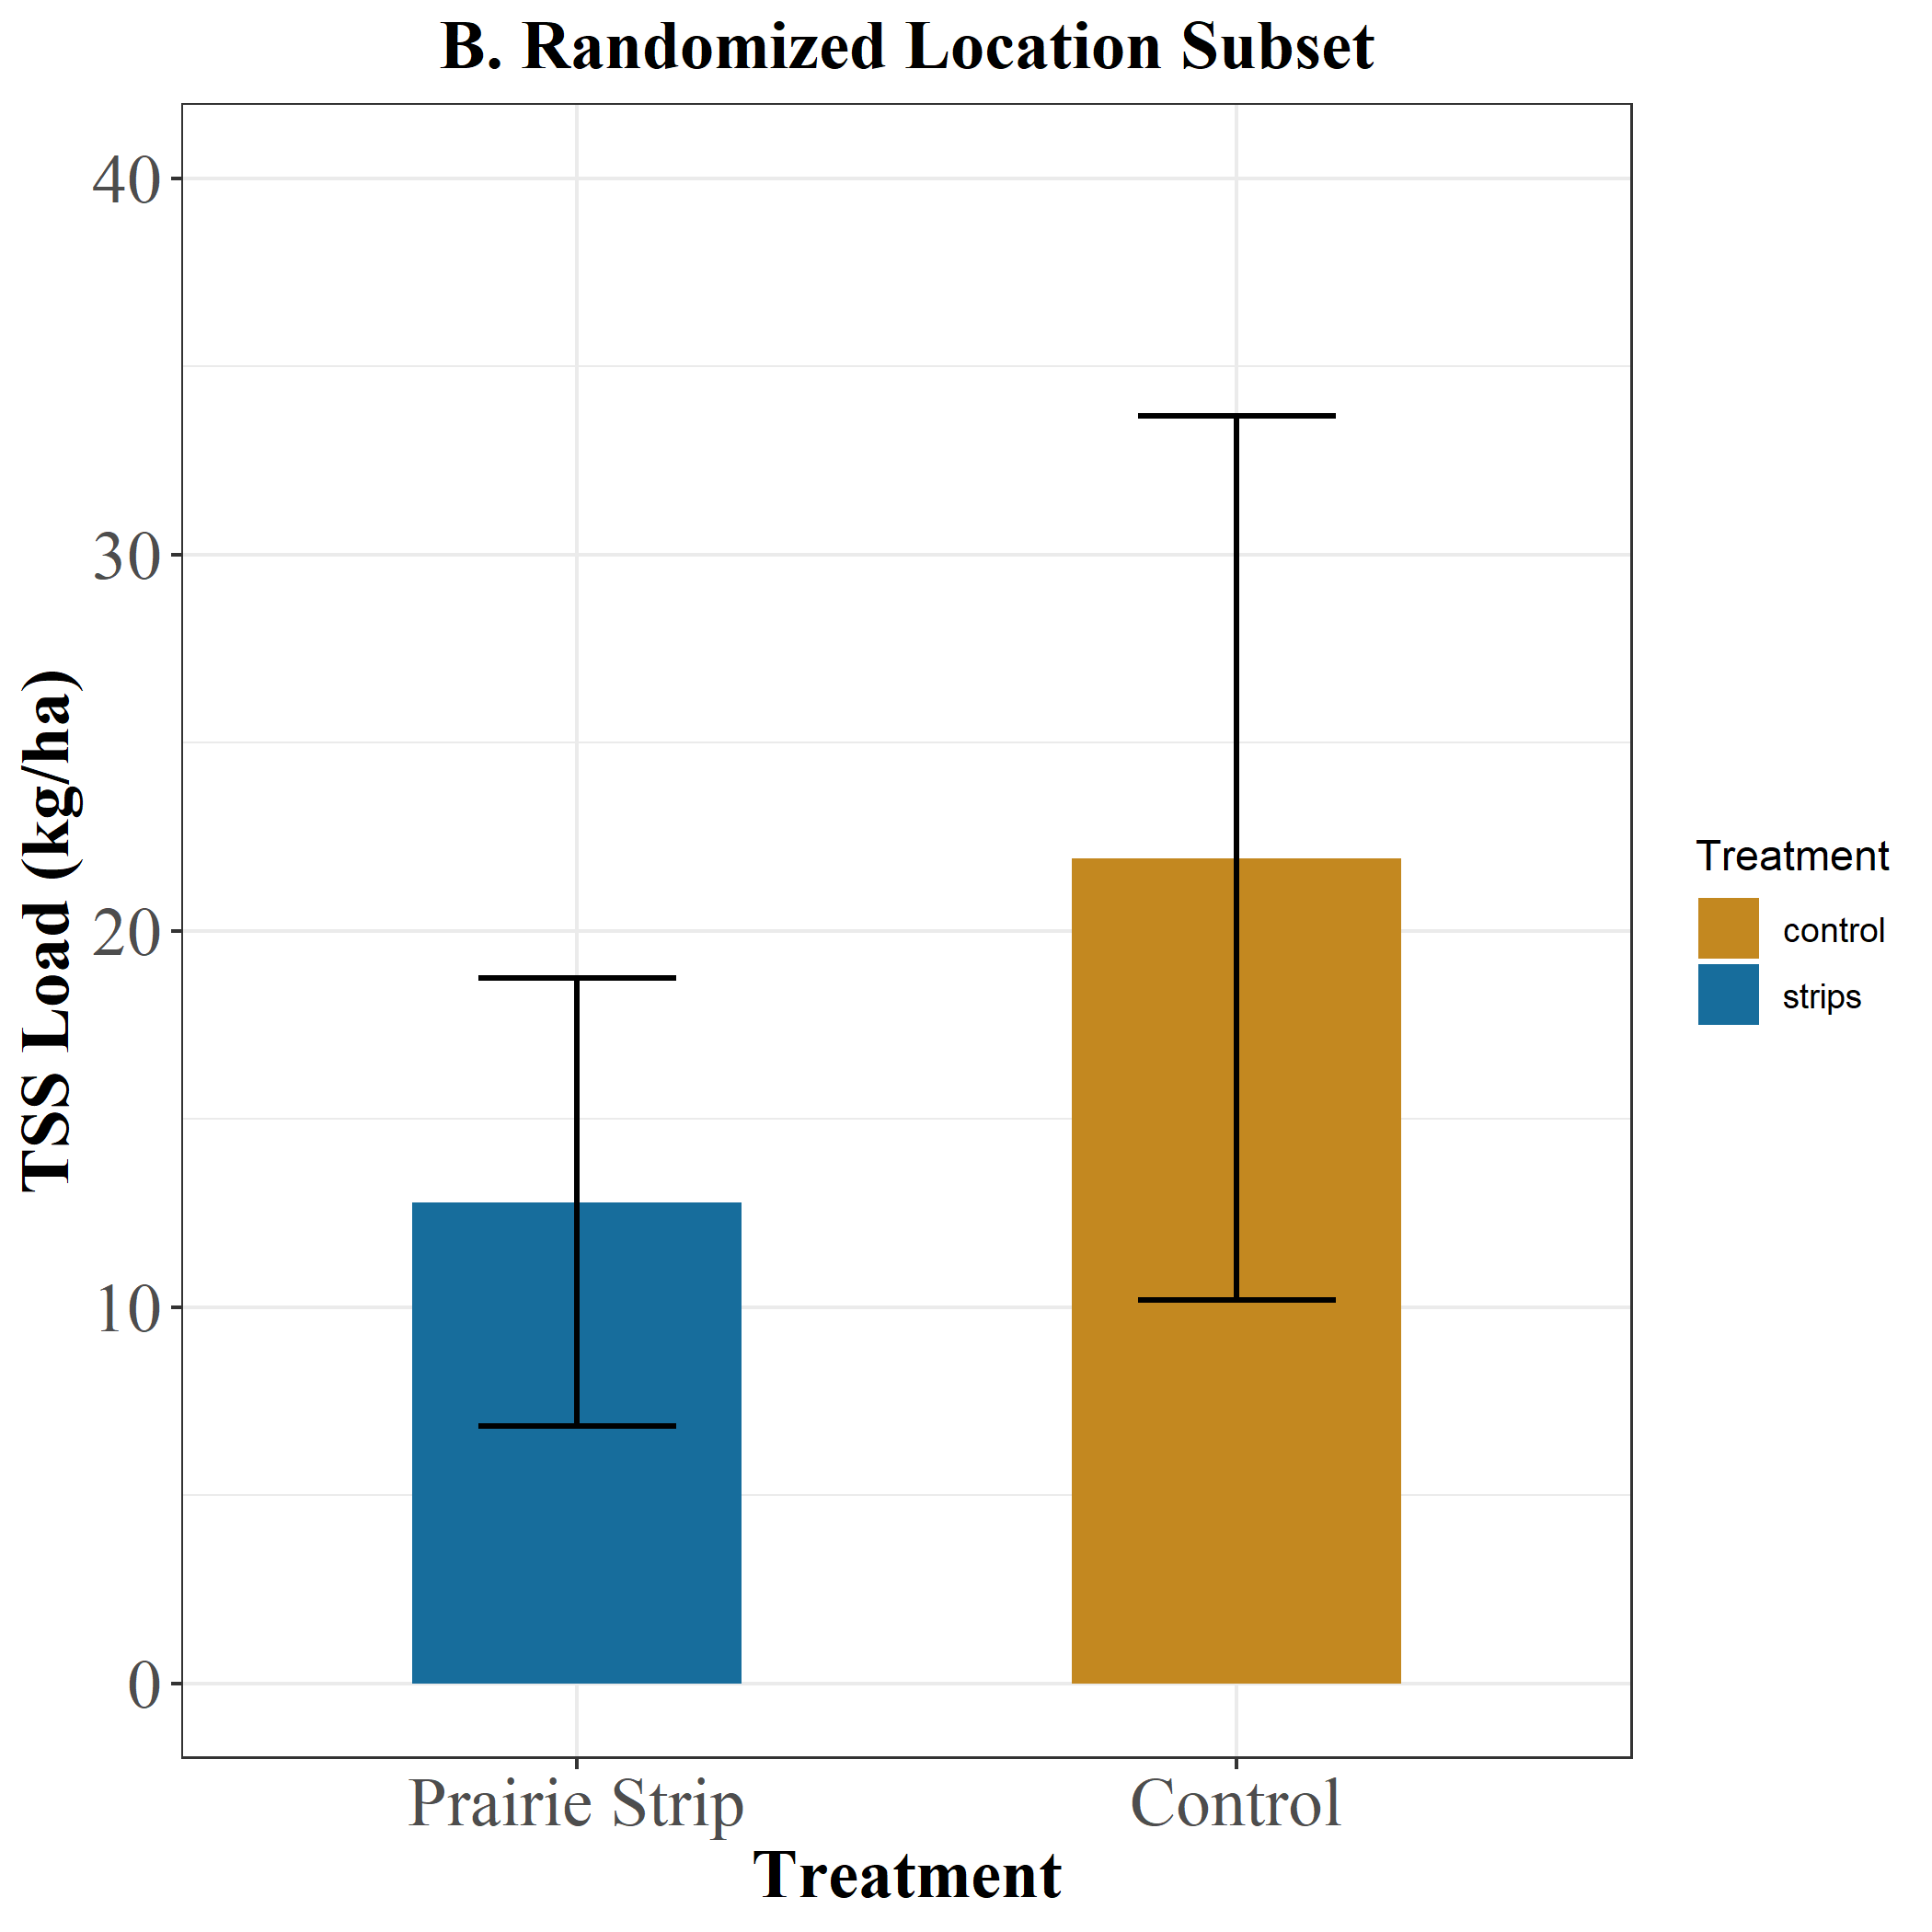 B. Randomized Location Subset
TSS Load (kg/ha)
40
30
20
10
0
Prairie Strip
Control
Treatment
Treatment
control
strips